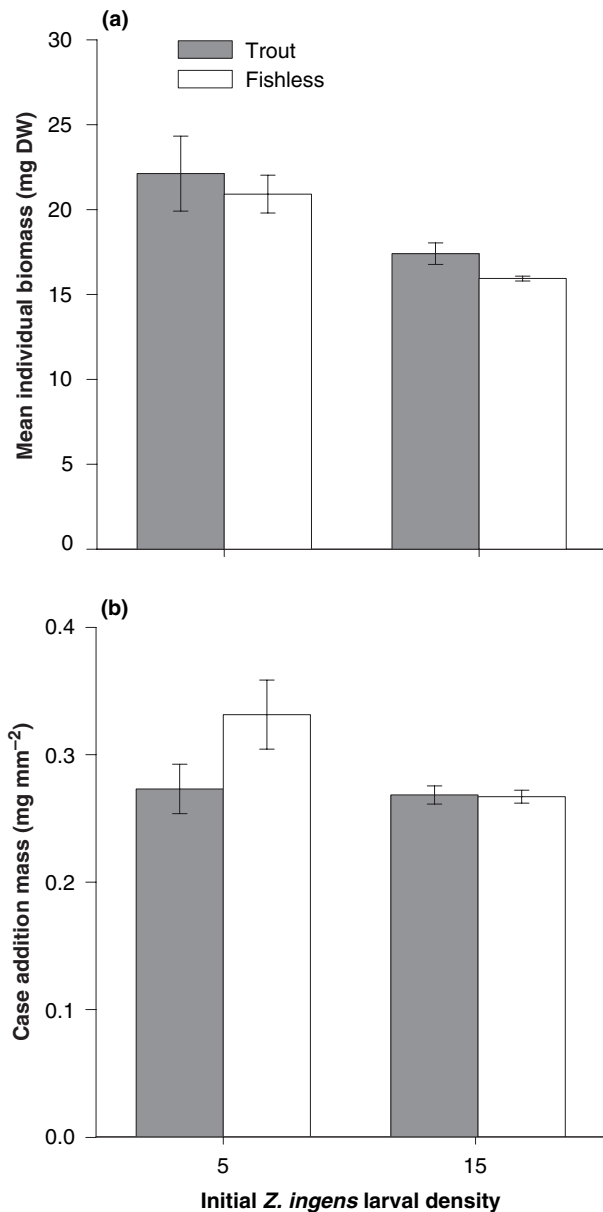 (a)
Trout
Fishless
Mean individual biomass (mg DW)
30
25
20
15
10
5
0
(b)
Case addition mass (mg mm⁻²)
0.4
0.3
0.2
0.1
0.0
5
15
Initial Z. ingens larval density